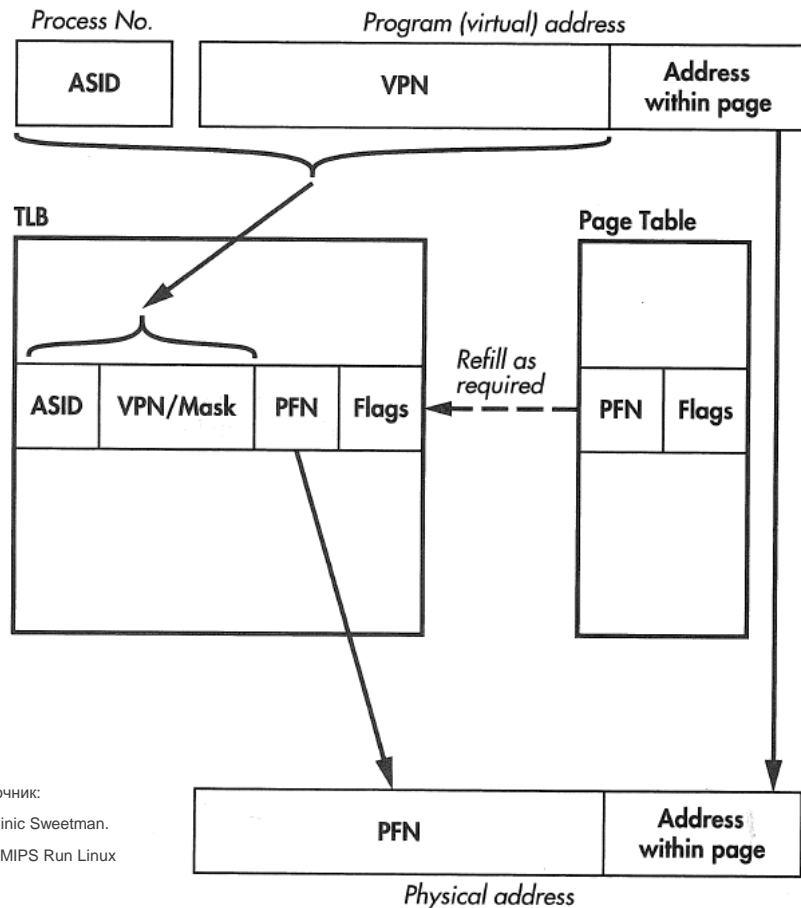 Process No.
Program (virtual) address
ASID
VPN
Address
within page
TLB
Page Table
Refill as
required
ASID
VPN/Mask
PFN
Flags
PFN
Flags
очник:
inic Sweetman.
MIPS Run Linux
PFN
Address
within page
Physical address